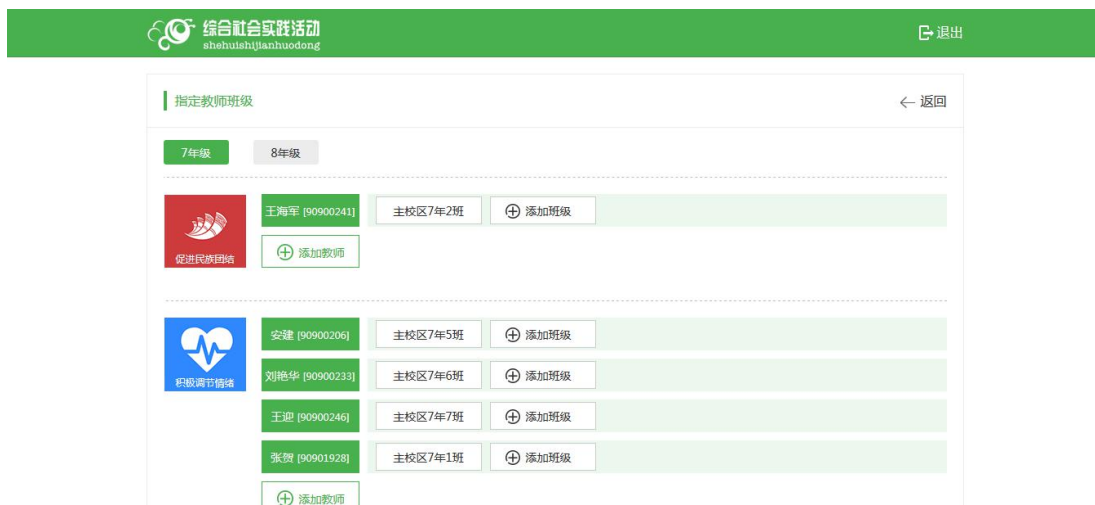 综合社会实践活动
shehuishijianhuodong
退出
指定教师班级
返回
7年级 8年级
王海军 [90900241] 主校区7年2班 添加班级
促进民族团结
添加教师
安建 [90900206] 主校区7年5班 添加班级
积极调节情绪
刘艳华 [90900233] 主校区7年6班 添加班级
王迎 [90900246] 主校区7年7班 添加班级
张贺 [90901928] 主校区7年1班 添加班级
添加教师